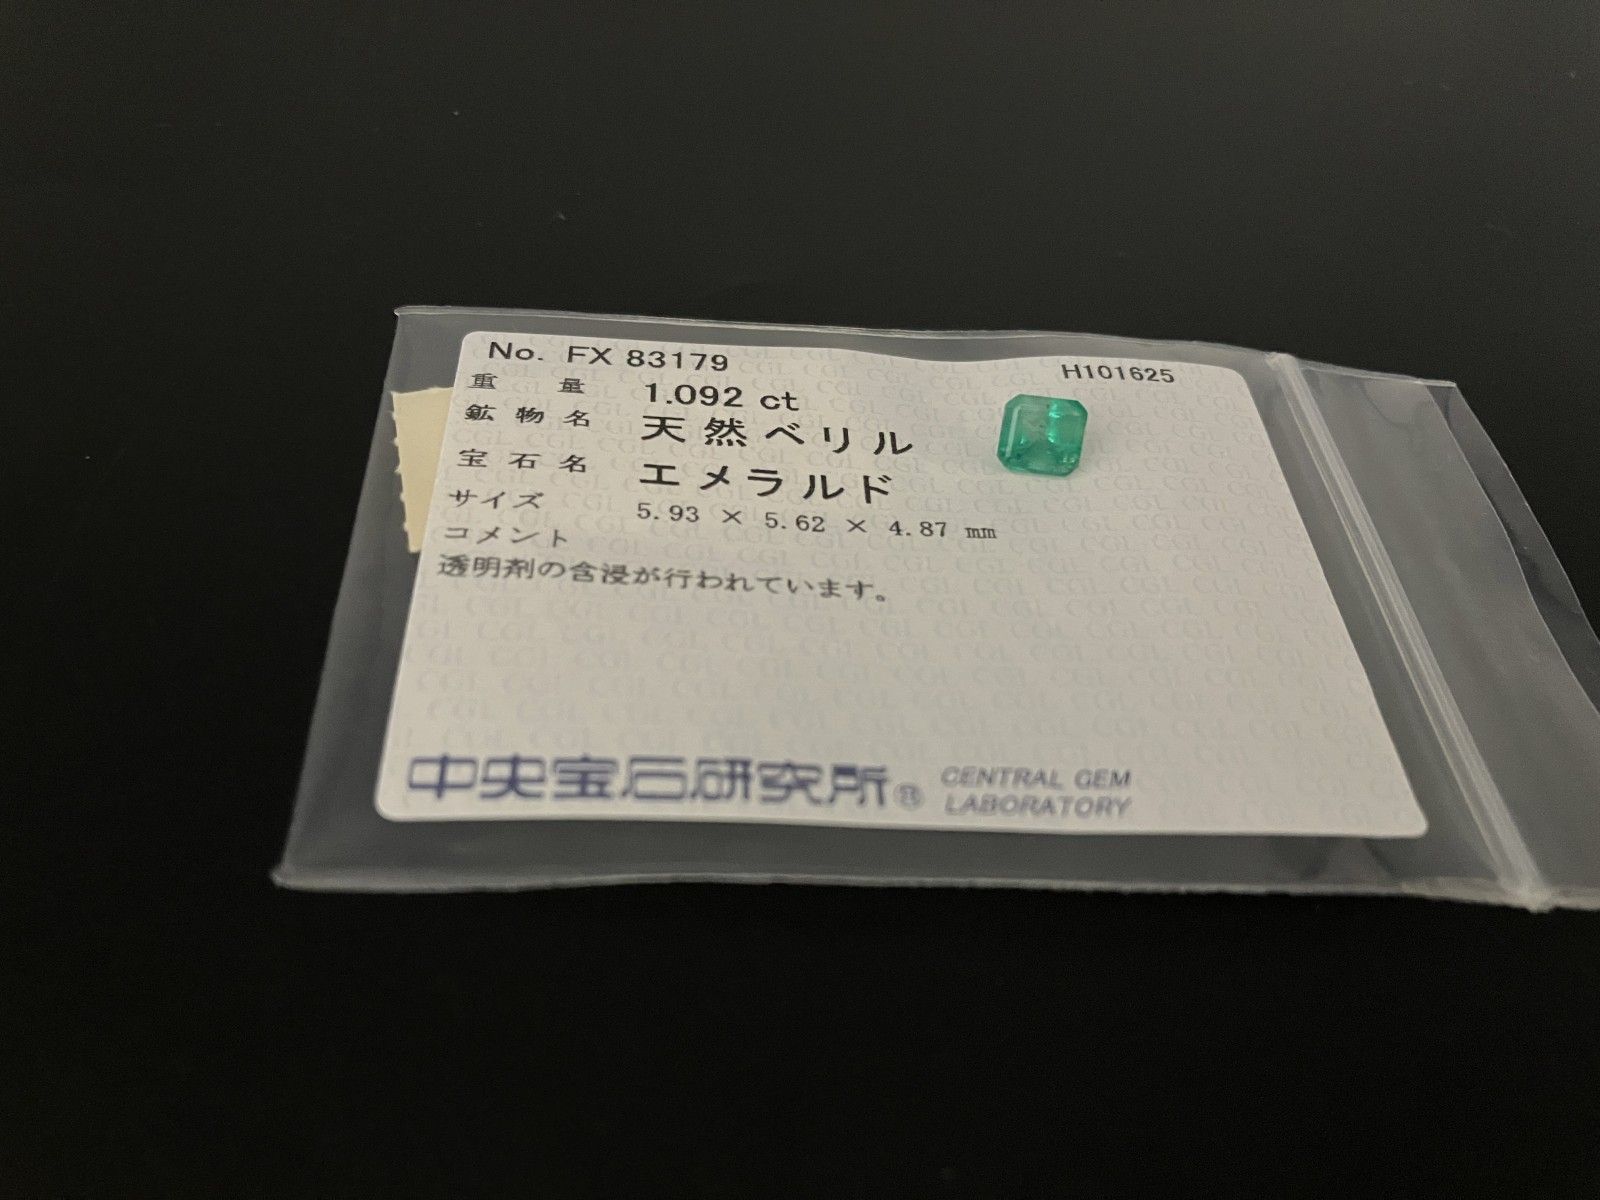 No. FX 83179 H101625
重量 1.092 ct
鉱物名 天然ベリル
宝石名 エメラルド
サイズ 5.93 × 5.62 × 4.87 mm
コメント
透明剤の含浸が行われています。
中央宝石研究所® CENTRAL GEM
LABORATORY